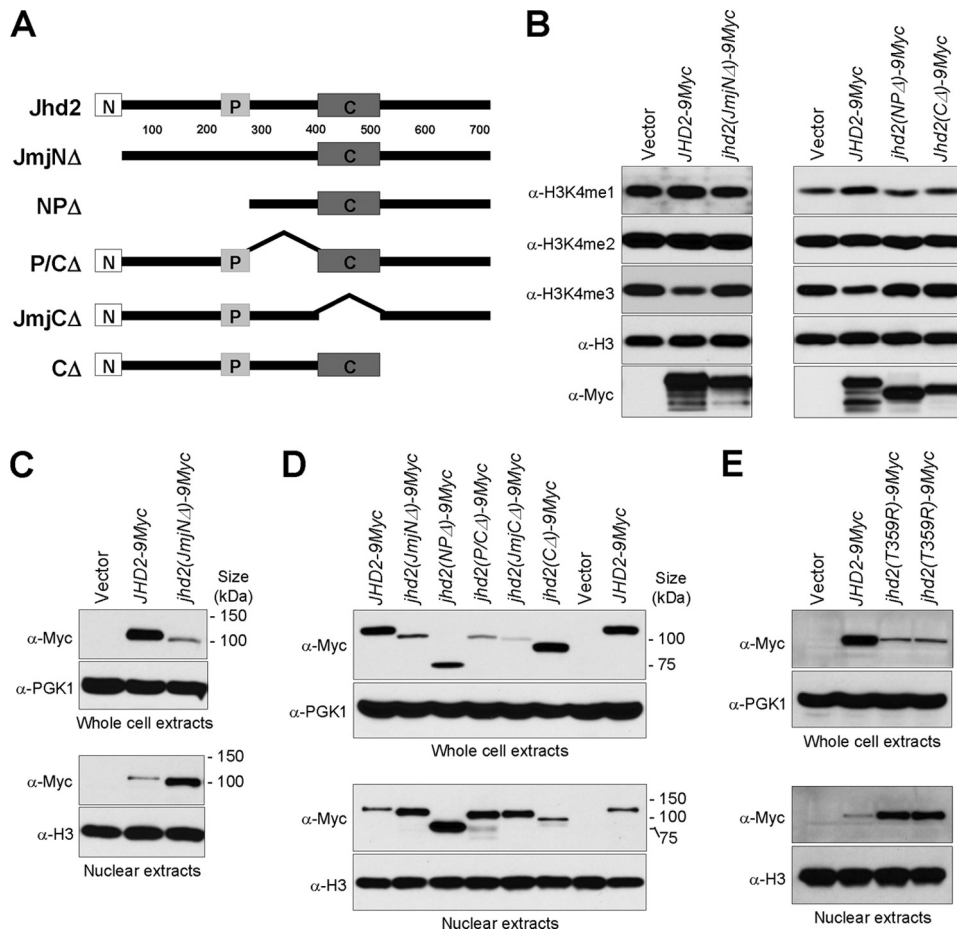 A
Jhd2
N
P
C
100 200 300 400 500 600 700
JmjNΔ
C
NPΔ
C
P/CΔ
N
P
C
JmjCΔ
N
P
CΔ
N
P
C
B
Vector
JHD2-9Myc
jhd2(JmjNΔ)-9Myc
Vector
JHD2-9Myc
jhd2(NPΔ)-9Myc
Jhd2(CΔ)-9Myc
α-H3K4me1
α-H3K4me2
α-H3K4me3
α-H3
α-Myc
C
Vector
JHD2-9Myc
jhd2(JmjNΔ)-9Myc
Size
(kDa)
α-Myc
- 150
- 100
α-PGK1
Whole cell extracts
α-Myc
- 150
- 100
α-H3
Nuclear extracts
D
JHD2-9Myc
jhd2(JmjNΔ)-9Myc
jhd2(NPΔ)-9Myc
jhd2(P/CΔ)-9Myc
jhd2(JmjCΔ)-9Myc
jhd2(CΔ)-9Myc
Vector
JHD2-9Myc
Size
(kDa)
α-Myc
- 100
- 75
α-PGK1
Whole cell extracts
α-Myc
- 150
- 100
75
α-H3
Nuclear extracts
E
Vector
JHD2-9Myc
jhd2(T359R)-9Myc
jhd2(T359R)-9Myc
α-Myc
α-PGK1
Whole cell extracts
α-Myc
α-H3
Nuclear extracts